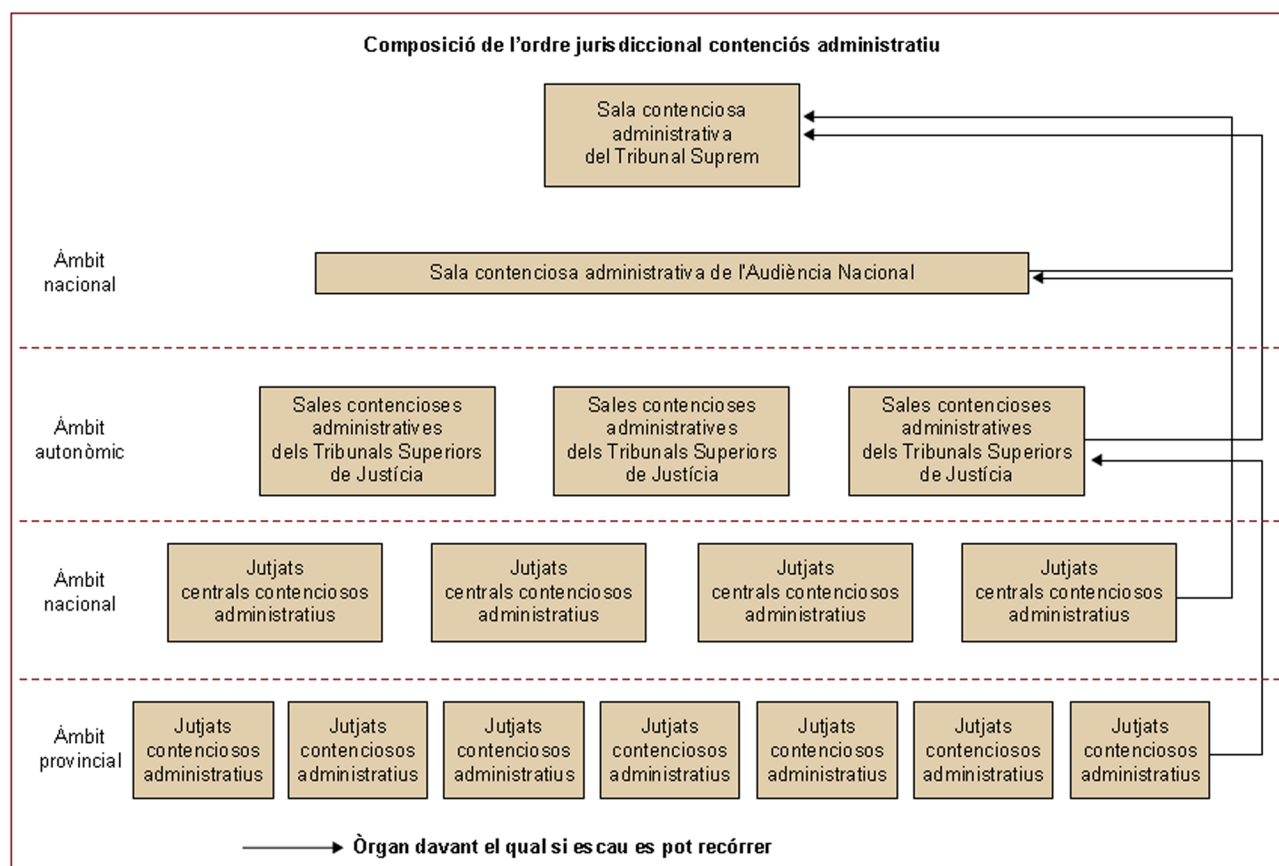 Composició de l'ordre jurisdiccional contenciós administratiu
Sala contenciosa
administrativa
del Tribunal Suprem
Àmbit
nacional
Sala contenciosa administrativa de l'Audiència Nacional
Àmbit
autonòmic
Sales contencioses
administratives
dels Tribunals Superiors
de Justícia
Sales contencioses
administratives
dels Tribunals Superiors
de Justícia
Sales contencioses
administratives
dels Tribunals Superiors
de Justícia
Àmbit
nacional
Jutjats
centrals contenciosos
administratius
Jutjats
centrals contenciosos
administratius
Jutjats
centrals contenciosos
administratius
Jutjats
centrals contenciosos
administratius
Àmbit
provincial
Jutjats
contenciosos
administratius
Jutjats
contenciosos
administratius
Jutjats
contenciosos
administratius
Jutjats
contenciosos
administratius
Jutjats
contenciosos
administratius
Jutjats
contenciosos
administratius
Jutjats
contenciosos
administratius
Òrgan davant el qual si escau es pot recórrer